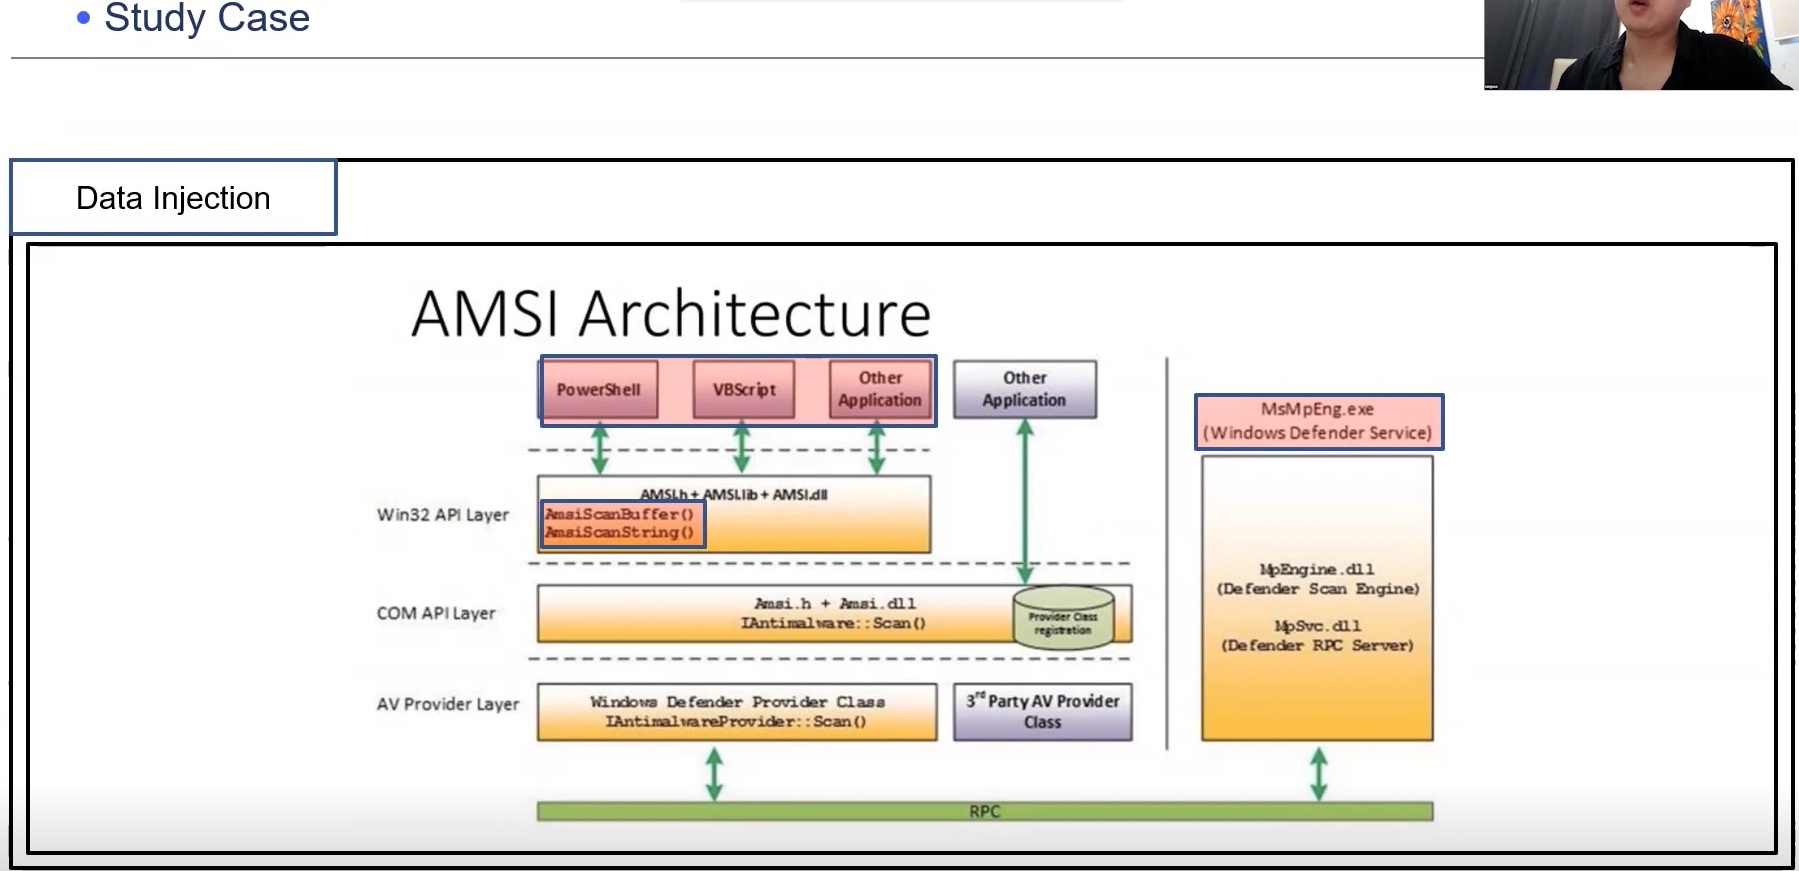 Study Case
Data Injection
AMSI Architecture
PowerShell
VBScript
Other
Application
Other
Application
MsMpEng.exe
(Windows Defender Service)
Win32 API Layer
AMSI.h + AMSI.lib + AMSI.dll
AmsiScanBuffer()
AmsiScanString()
MpEngine.dll
(Defender Scan Engine)
MpSvc.dll
(Defender RPC Server)
COM API Layer
Amsi.h + Amsi.dll
IAntimalware::Scan()
Provider Class
registration
AV Provider Layer
Windows Defender Provider Class
IAntimalwareProvider::Scan()
3rd Party AV Provider
Class
RPC